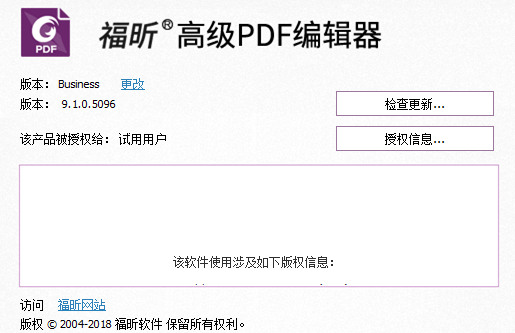 PDF
福昕®高级PDF编辑器
版本： Business 更改
版本： 9.1.0.5096
检查更新...
该产品被授权给： 试用用户
授权信息...
该软件使用涉及如下版权信息：
访问 福昕网站
版权 © 2004-2018 福昕软件 保留所有权利。